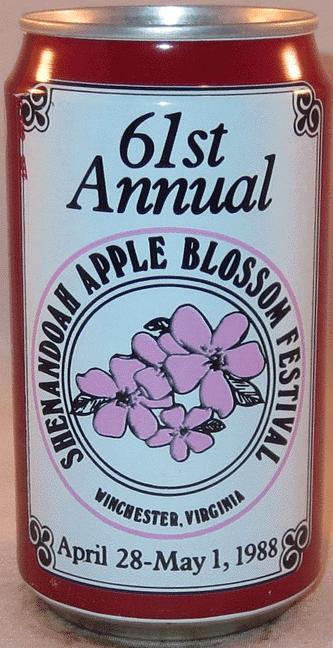 61st
Annual
SHENANDOAH APPLE BLOSSOM FESTIVAL
WINCHESTER, VIRGINIA
April 28-May 1, 1988